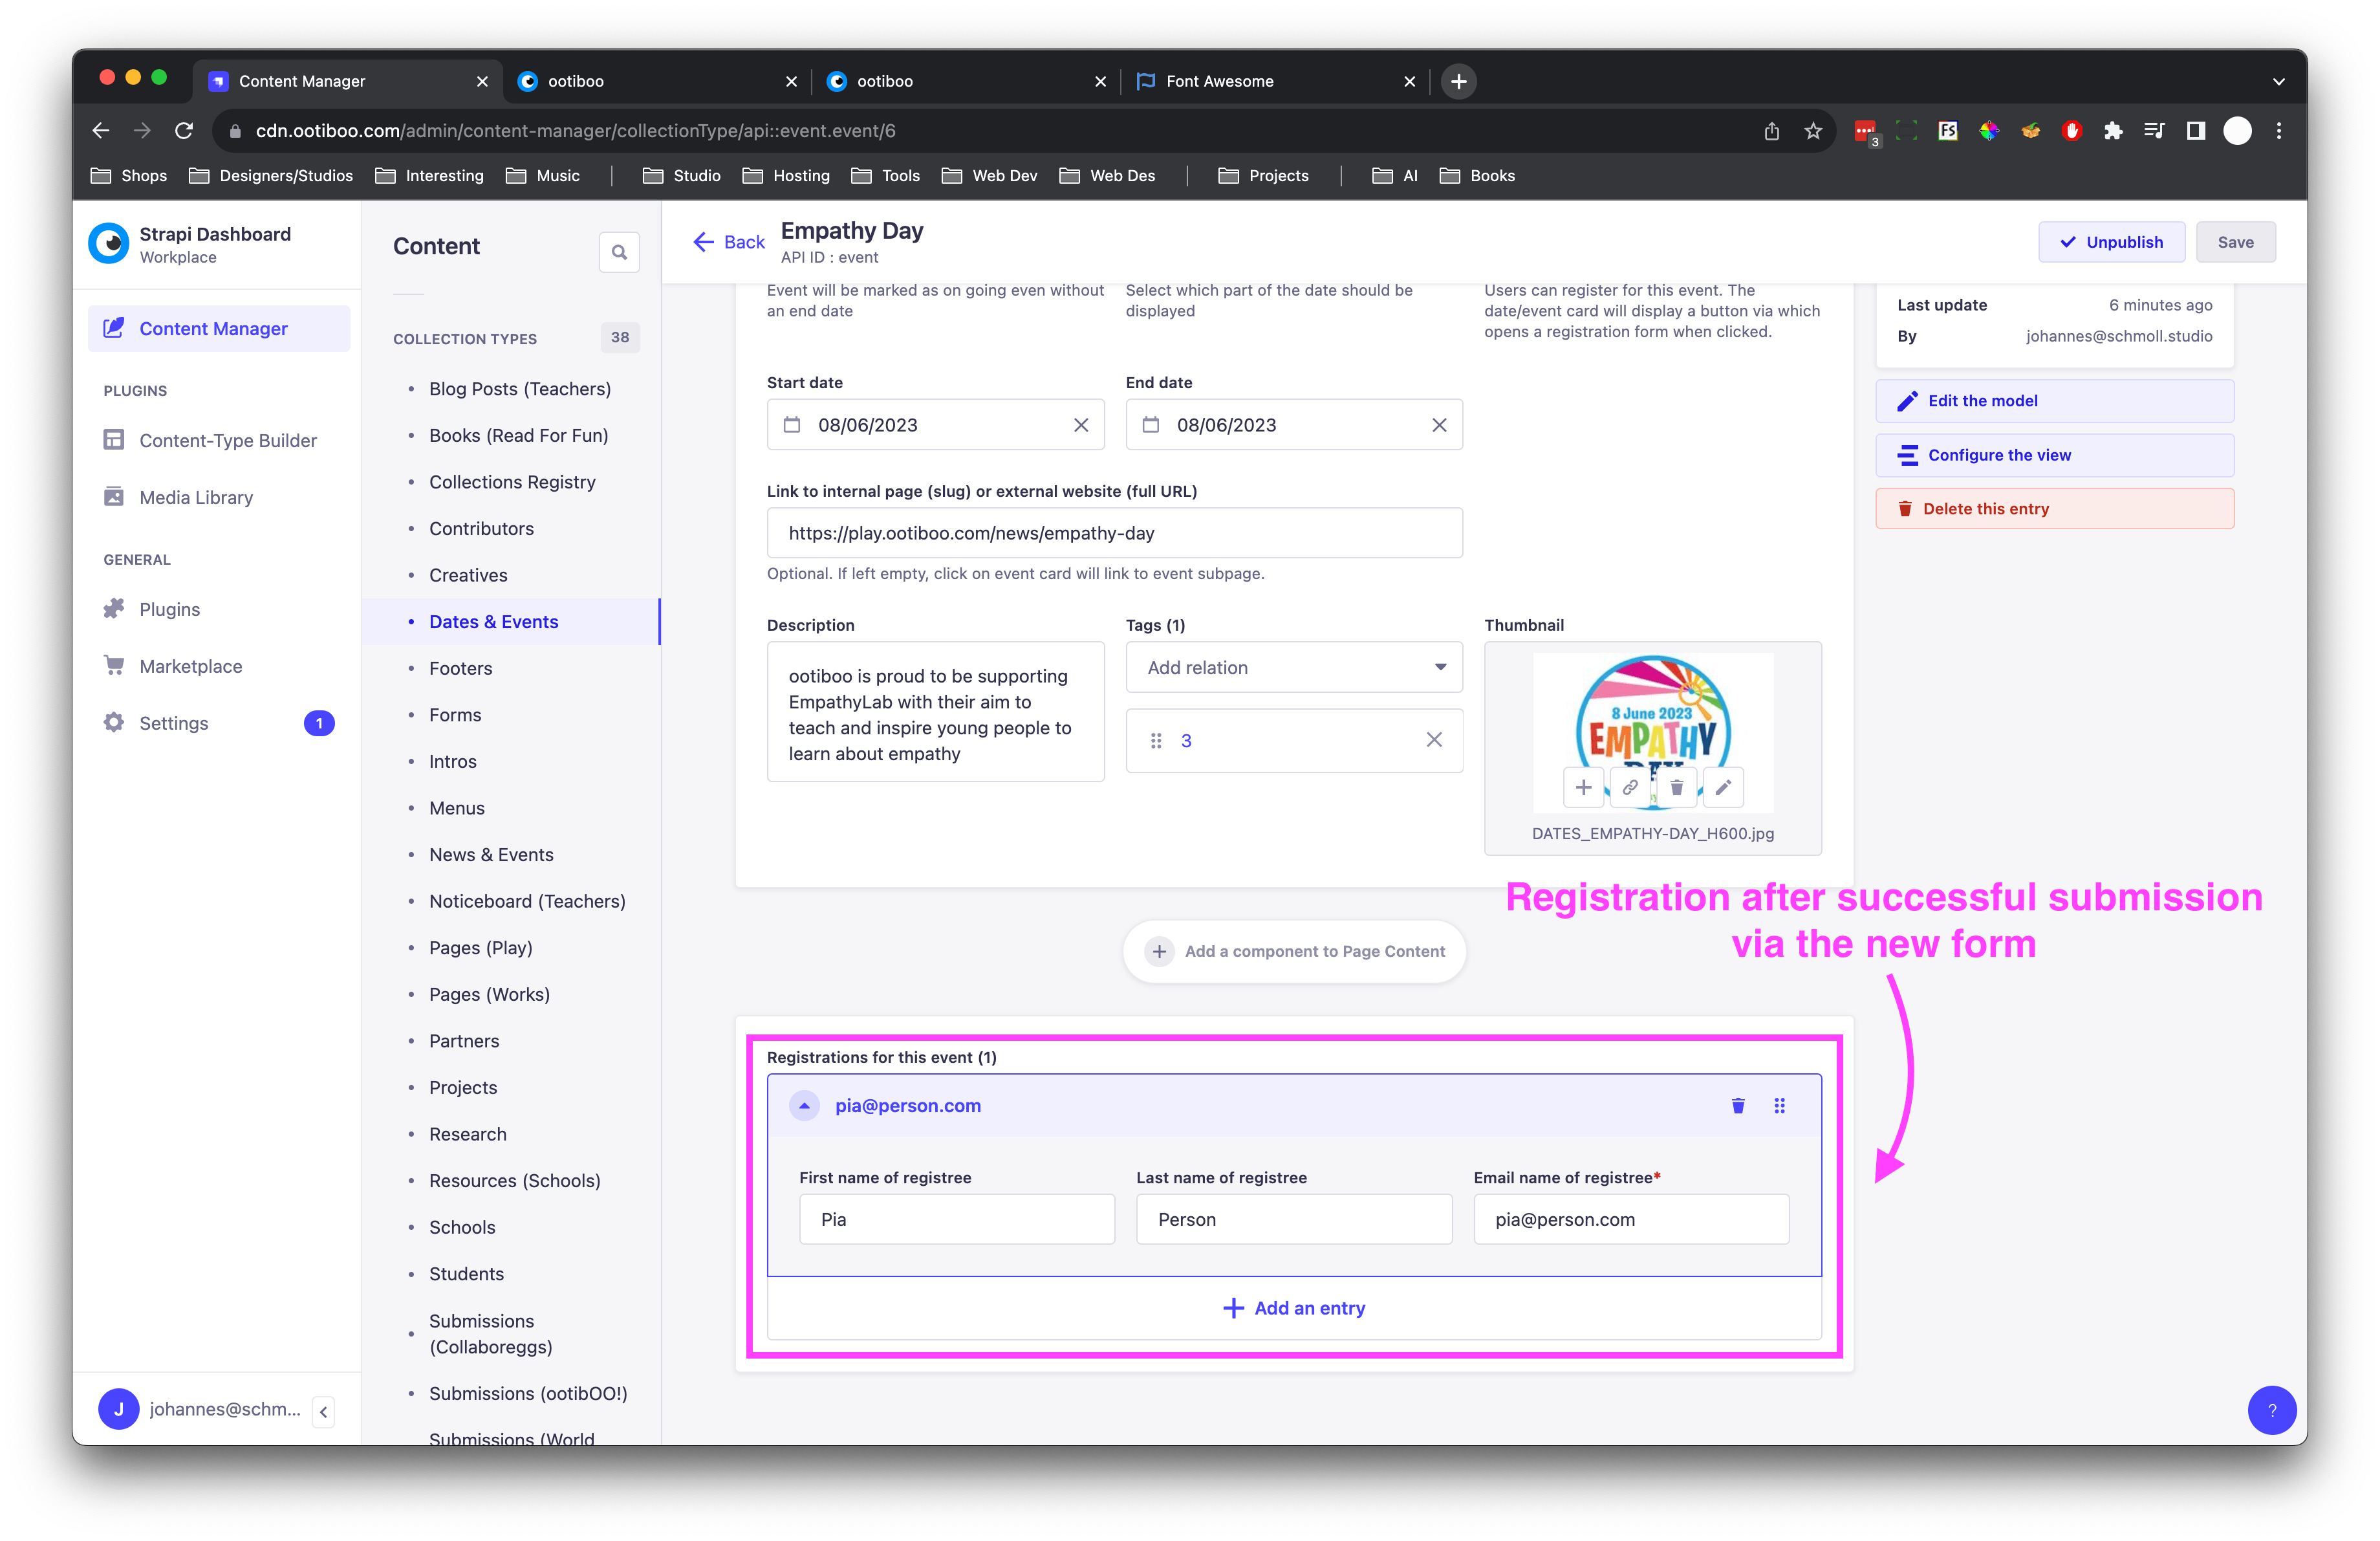 Content Manager
ootiboo
ootiboo
Font Awesome
cdn.ootiboo.com/admin/content-manager/collectionType/api::event.event/6
FS
3
Shops
Designers/Studios
Interesting
Music
Studio
Hosting
Tools
Web Dev
Web Des
Projects
AI
Books
Strapi Dashboard
Workplace
Content Manager
PLUGINS
Content-Type Builder
Media Library
GENERAL
Plugins
Marketplace
Settings
1
J
johannes@schm...
Content
COLLECTION TYPES
38
Blog Posts (Teachers)
Books (Read For Fun)
Collections Registry
Contributors
Creatives
Dates & Events
Footers
Forms
Intros
Menus
News & Events
Noticeboard (Teachers)
Pages (Play)
Pages (Works)
Partners
Projects
Research
Resources (Schools)
Schools
Students
Submissions
(Collaboreggs)
Submissions (ootibOO!)
Submissions (World
Back
Empathy Day
API ID : event
Unpublish
Save
Event will be marked as on going even without
an end date
Select which part of the date should be
displayed
Users can register for this event. The
date/event card will display a button via which
opens a registration form when clicked.
Start date
08/06/2023
End date
08/06/2023
Link to internal page (slug) or external website (full URL)
https://play.ootiboo.com/news/empathy-day
Optional. If left empty, click on event card will link to event subpage.
Description
ootiboo is proud to be supporting
EmpathyLab with their aim to
teach and inspire young people to
learn about empathy
Tags (1)
Add relation
3
Thumbnail
8 June 2023
EMPATHY
DAY
DATES_EMPATHY-DAY_H600.jpg
Last update
6 minutes ago
By
johannes@schmoll.studio
Edit the model
Configure the view
Delete this entry
Registration after successful submission
via the new form
Add a component to Page Content
Registrations for this event (1)
pia@person.com
First name of registree
Pia
Last name of registree
Person
Email name of registree*
pia@person.com
Add an entry
?